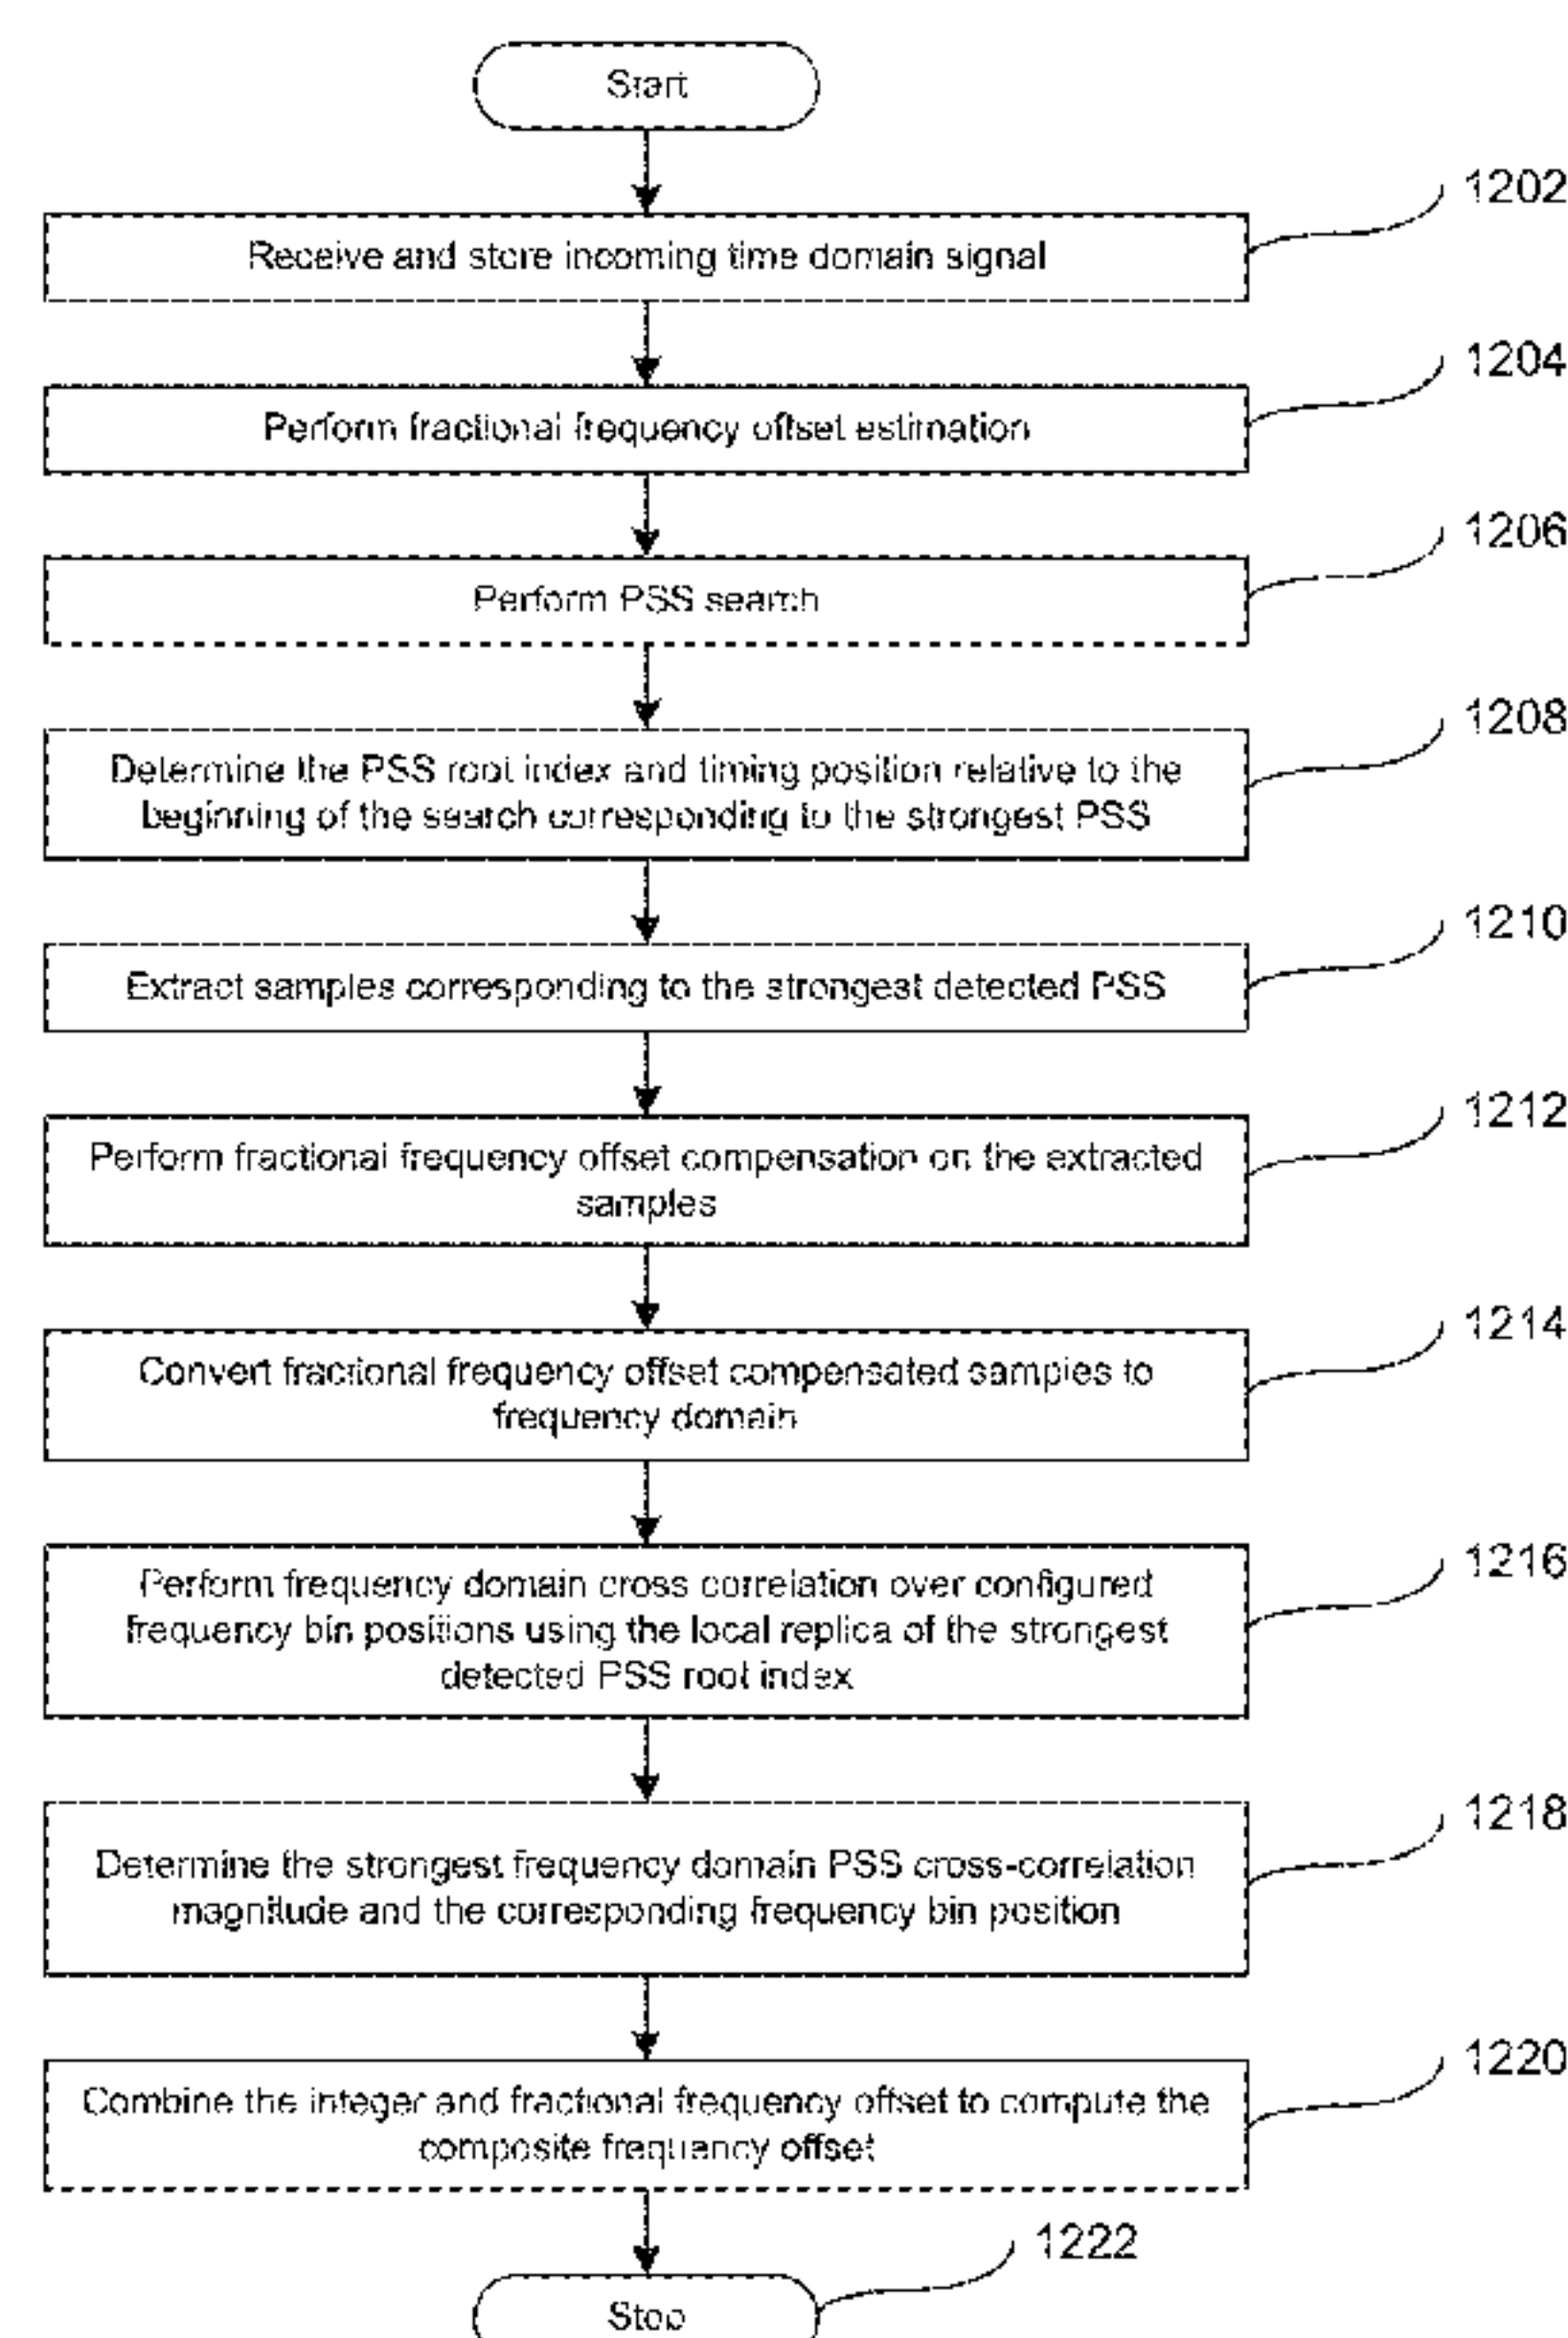 Start
1202
Receive and store incoming time domain signal
1204
Perform fractional frequency offset estimation
1206
Perform PSS search
1208
Determine the PSS root index and timing position relative to the
beginning of the search corresponding to the strongest PSS
1210
Extract samples corresponding to the strongest detected PSS
1212
Perform fractional frequency offset compensation on the extracted
samples
1214
Convert fractional frequency offset compensated samples to
frequency domain
1216
Perform frequency domain cross correlation over configured
frequency bin positions using the local replica of the strongest
detected PSS root index
1218
Determine the strongest frequency domain PSS cross-correlation
magnitude and the corresponding frequency bin position
1220
Combine the integer and fractional frequency offset to compute the
composite frequency offset
1222
Stop